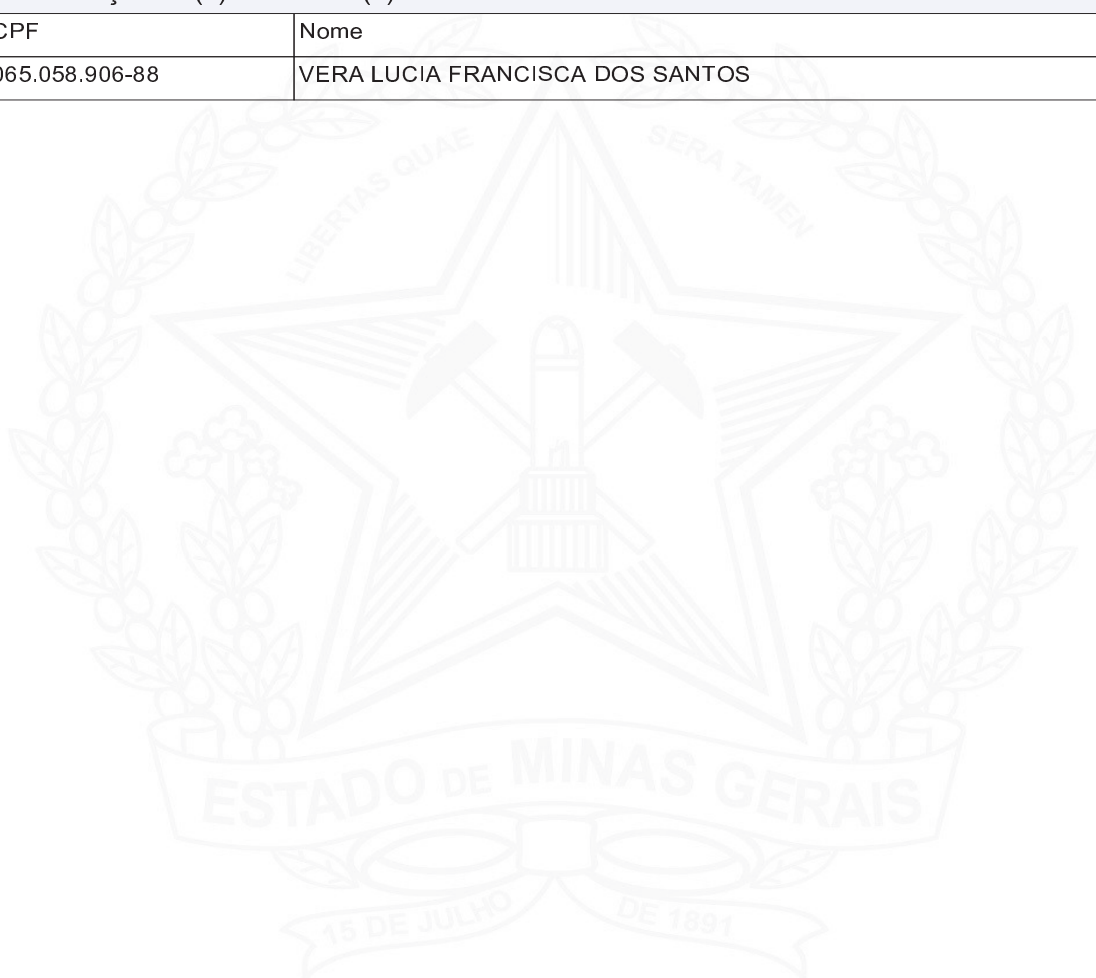 CPF Nome
065.058.906-88 VERA LUCIA FRANCISCA DOS SANTOS
LIBERTAS QUAE SERA TAMEN
ESTADO DE MINAS GERAIS
15 DE JULHO DE 1891